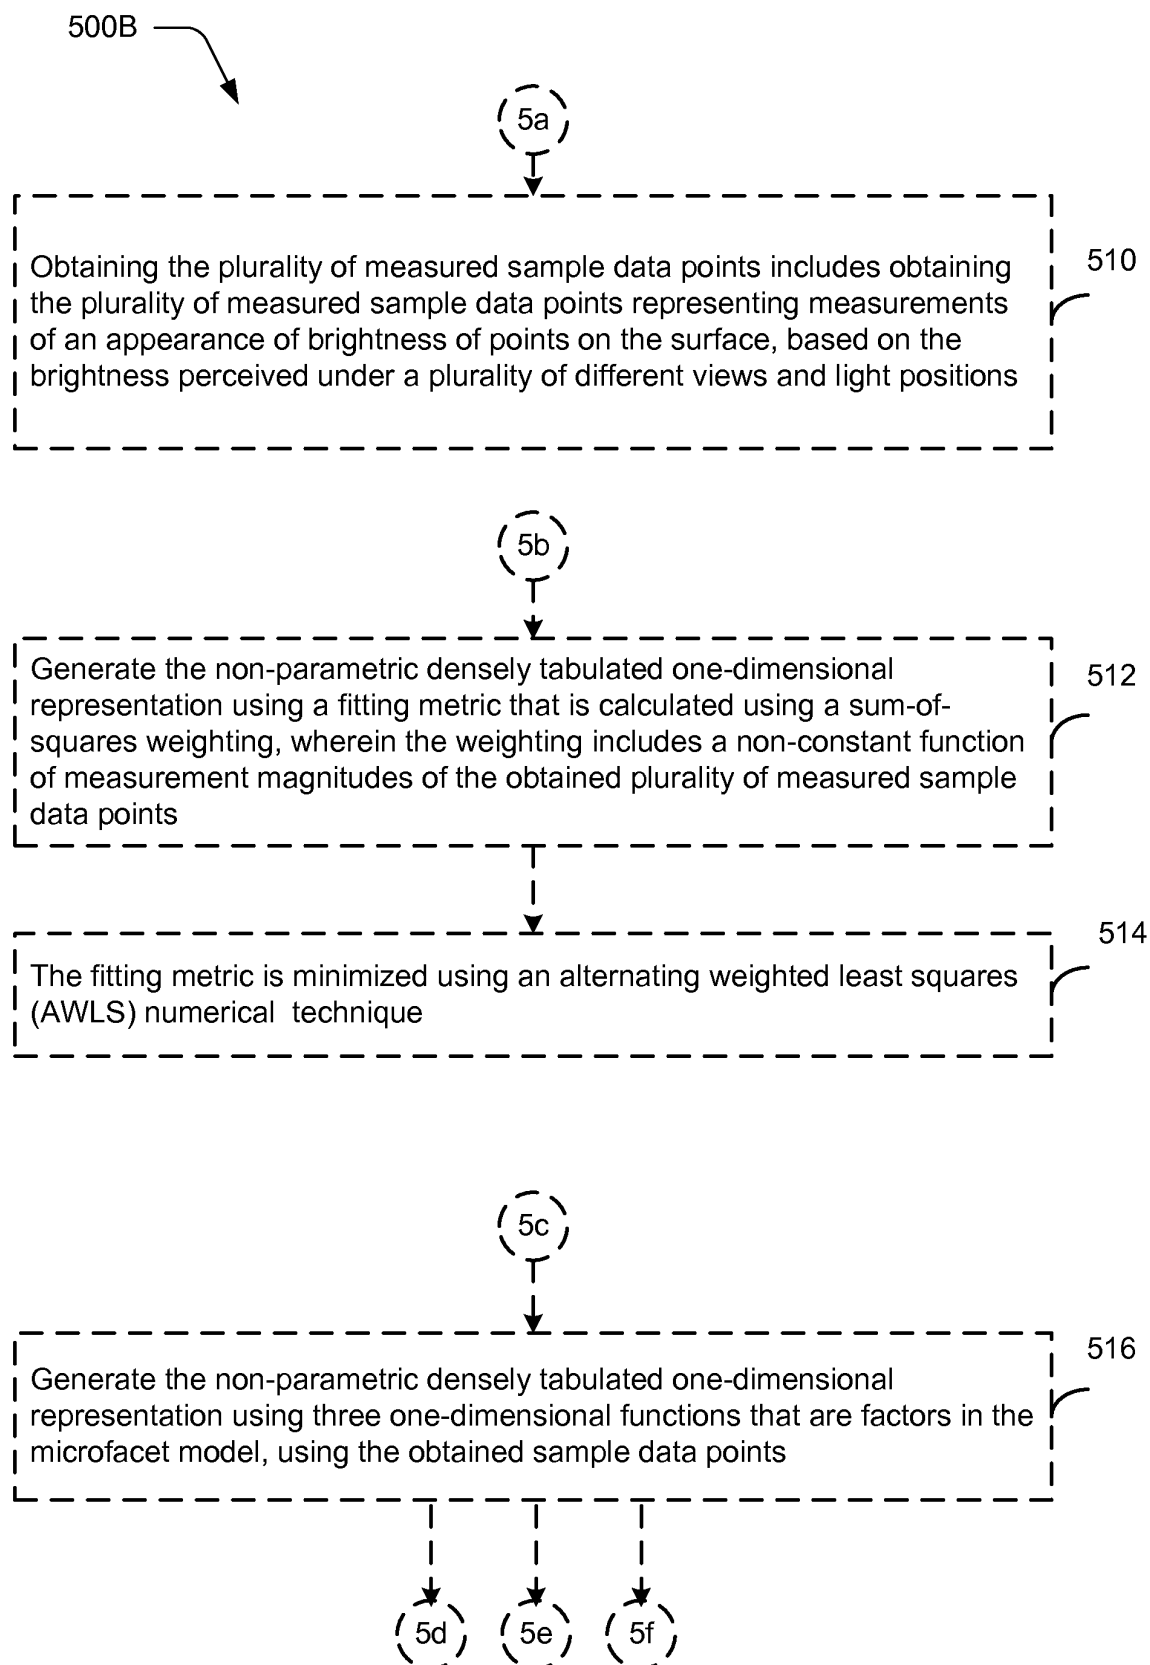 500B
5a
Obtaining the plurality of measured sample data points includes obtaining
the plurality of measured sample data points representing measurements
of an appearance of brightness of points on the surface, based on the
brightness perceived under a plurality of different views and light positions
510
5b
Generate the non-parametric densely tabulated one-dimensional
representation using a fitting metric that is calculated using a sum-of-
squares weighting, wherein the weighting includes a non-constant function
of measurement magnitudes of the obtained plurality of measured sample
data points
512
The fitting metric is minimized using an alternating weighted least squares
(AWLS) numerical technique
514
5c
Generate the non-parametric densely tabulated one-dimensional
representation using three one-dimensional functions that are factors in the
microfacet model, using the obtained sample data points
516
5d
5e
5f